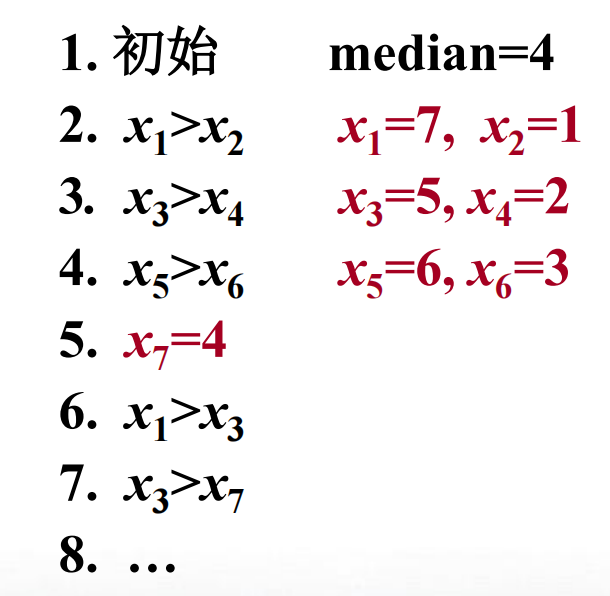 1. 初始 median=4
2. x₁>x₂ x₁=7, x₂=1
3. x₃>x₄ x₃=5, x₄=2
4. x₅>x₆ x₅=6, x₆=3
5. x₇=4
6. x₁>x₃
7. x₃>x₇
8. …